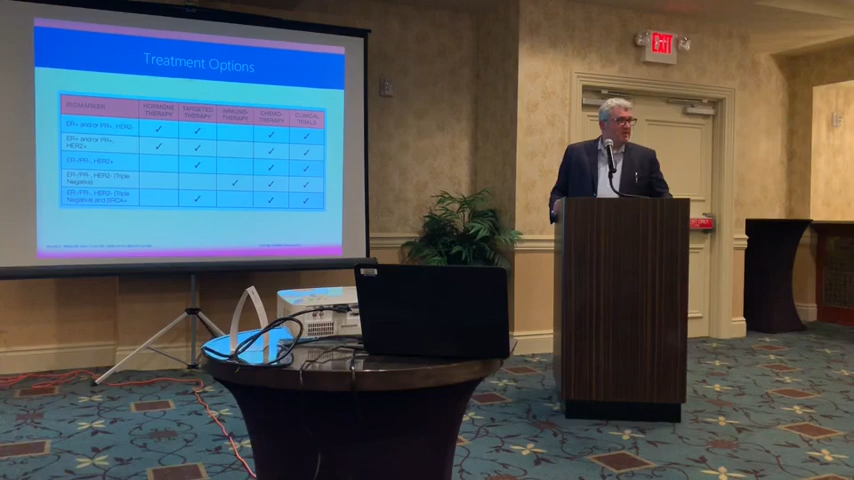 Treatment Options
BIOMARKER HORMONE THERAPY TARGETED THERAPY IMMUNO-THERAPY CHEMO-THERAPY CLINICAL TRIALS
ER+ and/or PR+, HER2- ✓ ✓ ✓ ✓
ER+ and/or PR+,
HER2+ ✓ ✓ ✓ ✓
ER-/PR-, HER2+ ✓ ✓ ✓
ER-/PR-, HER2- (Triple
Negative) ✓ ✓ ✓
ER-/PR-, HER2- (Triple
Negative) and BRCA+ ✓ ✓ ✓
EXIT